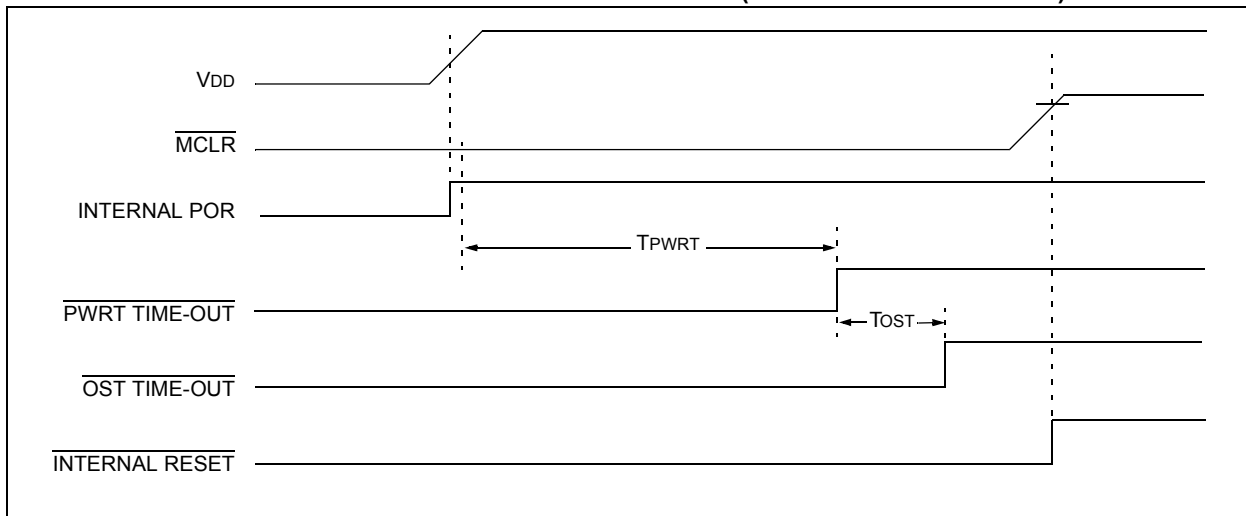 VDD
MCLR
INTERNAL POR
TPWRT
PWRT TIME-OUT
TOST
OST TIME-OUT
INTERNAL RESET